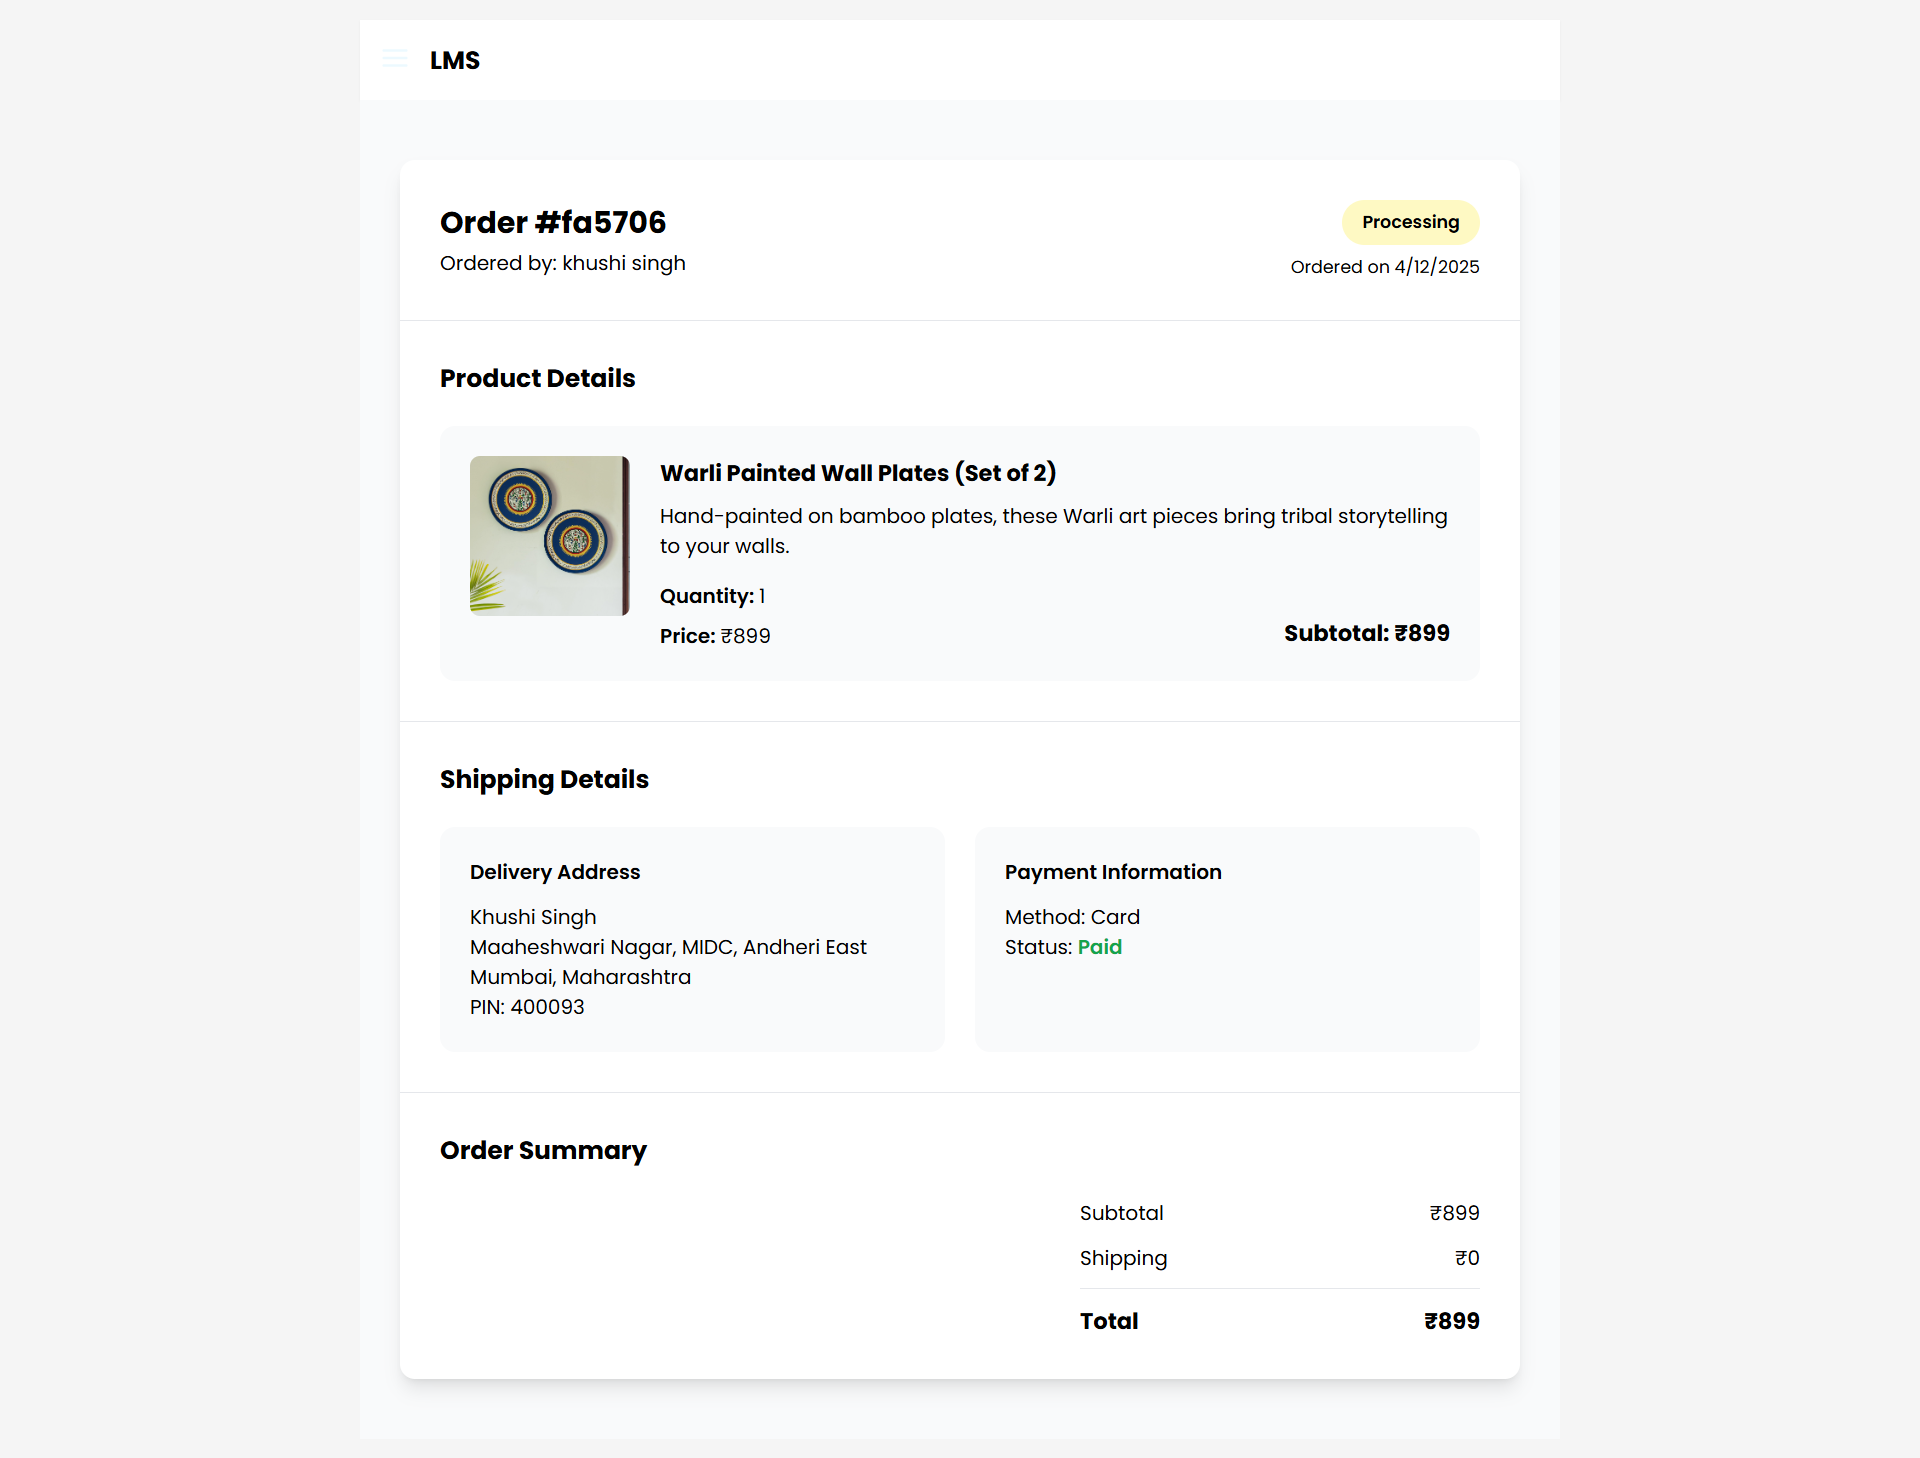 LMS
Order #fa5706
Processing
Ordered by: khushi singh
Ordered on 4/12/2025
Product Details
Warli Painted Wall Plates (Set of 2)
Hand-painted on bamboo plates, these Warli art pieces bring tribal storytelling
to your walls.
Quantity: 1
Price: ₹899
Subtotal: ₹899
Shipping Details
Delivery Address
Khushi Singh
Maaheshwari Nagar, MIDC, Andheri East
Mumbai, Maharashtra
PIN: 400093
Payment Information
Method: Card
Status: Paid
Order Summary
Subtotal ₹899
Shipping ₹0
Total ₹899